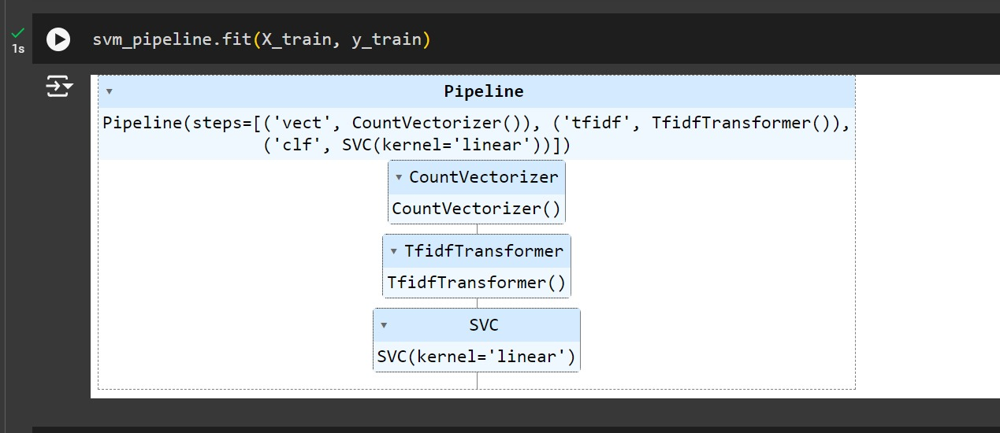 svm_pipeline.fit(X_train, y_train)
1s
Pipeline
Pipeline(steps=[('vect', CountVectorizer()), ('tfidf', TfidfTransformer()),
('clf', SVC(kernel='linear'))])
CountVectorizer
CountVectorizer()
TfidfTransformer
TfidfTransformer()
SVC
SVC(kernel='linear')